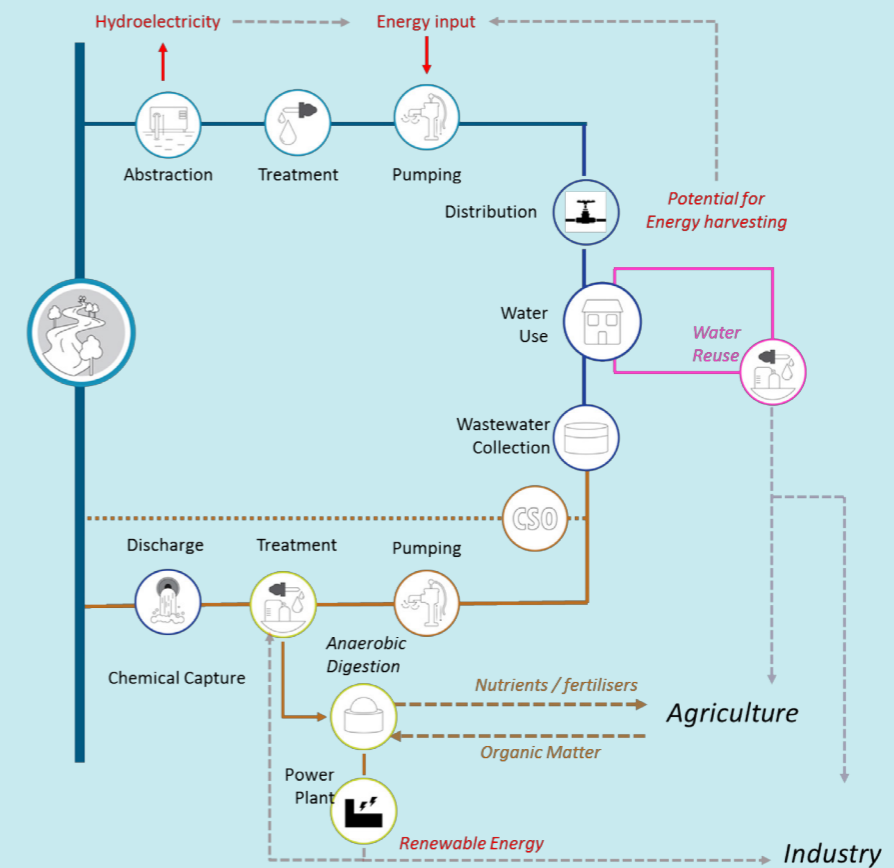 Hydroelectricity
Energy input
Abstraction
Treatment
Pumping
Distribution
Potential for
Energy harvesting
Water
Use
Water
Reuse
Wastewater
Collection
CSO
Discharge
Treatment
Pumping
Chemical Capture
Anaerobic
Digestion
Nutrients / fertilisers
Agriculture
Organic Matter
Power
Plant
Renewable Energy
Industry